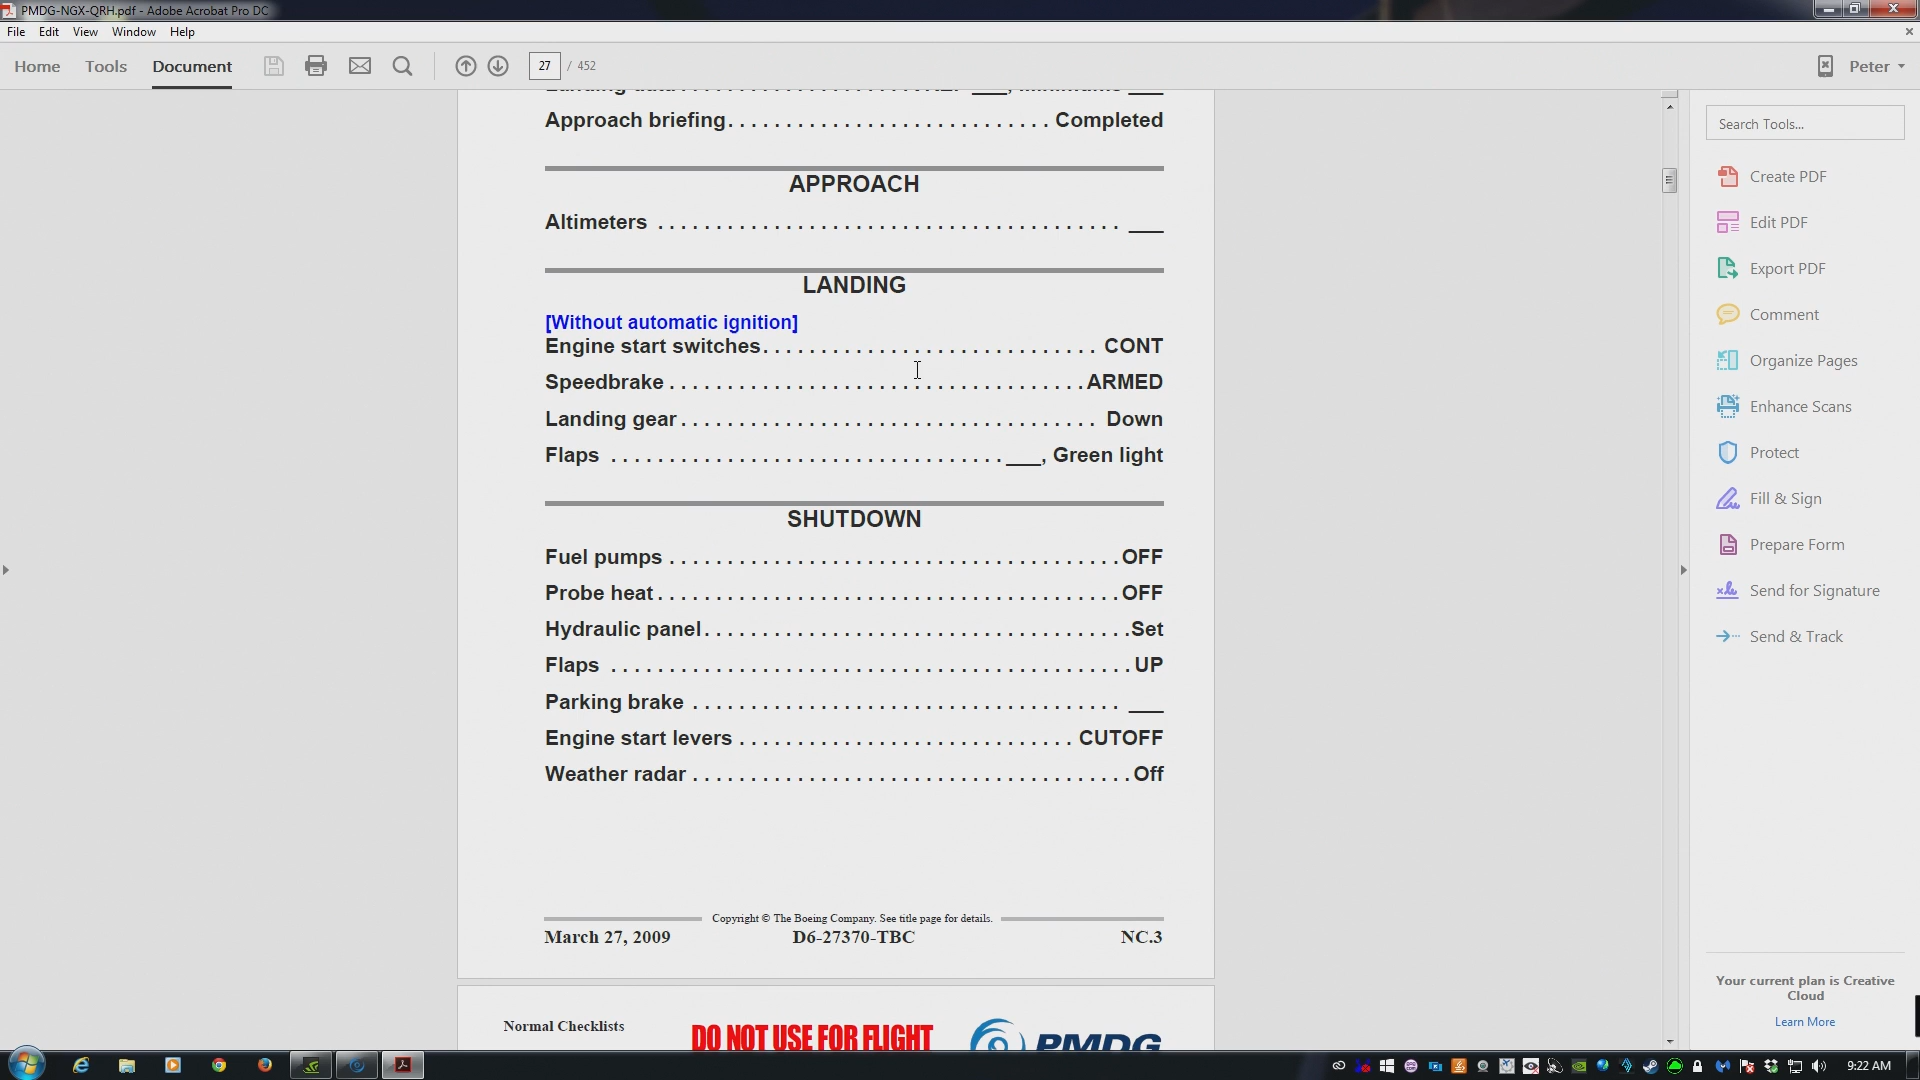 PMDG-NGX-QRH.pdf - Adobe Acrobat Pro DC
File Edit View Window Help
Home Tools Document 27 / 452 Peter
Approach briefing. . . . . . . . . . . . . . . . . . . . . . . . . . . . Completed
APPROACH
Altimeters . . . . . . . . . . . . . . . . . . . . . . . . . . . . . . . . . . . . . . . . ___
LANDING
[Without automatic ignition]
Engine start switches. . . . . . . . . . . . . . . . . . . . . . . . . . . . . CONT
Speedbrake . . . . . . . . . . . . . . . . . . . . . . . . . . . . . . . . . . . . ARMED
Landing gear. . . . . . . . . . . . . . . . . . . . . . . . . . . . . . . . . . . . Down
Flaps . . . . . . . . . . . . . . . . . . . . . . . . . . . . . . . . . .___, Green light
SHUTDOWN
Fuel pumps . . . . . . . . . . . . . . . . . . . . . . . . . . . . . . . . . . . . . . . OFF
Probe heat. . . . . . . . . . . . . . . . . . . . . . . . . . . . . . . . . . . . . . . . OFF
Hydraulic panel. . . . . . . . . . . . . . . . . . . . . . . . . . . . . . . . . . . . .Set
Flaps . . . . . . . . . . . . . . . . . . . . . . . . . . . . . . . . . . . . . . . . . . . . . UP
Parking brake . . . . . . . . . . . . . . . . . . . . . . . . . . . . . . . . . . . . . ___
Engine start levers . . . . . . . . . . . . . . . . . . . . . . . . . . . . . CUTOFF
Weather radar . . . . . . . . . . . . . . . . . . . . . . . . . . . . . . . . . . . . . . Off
Copyright © The Boeing Company. See title page for details.
March 27, 2009 D6-27370-TBC NC.3
Normal Checklists DO NOT USE FOR FLIGHT PMDG
Search Tools...
Create PDF
Edit PDF
Export PDF
Comment
Organize Pages
Enhance Scans
Protect
Fill & Sign
Prepare Form
Send for Signature
Send & Track
Your current plan is Creative
Cloud
Learn More
9:22 AM